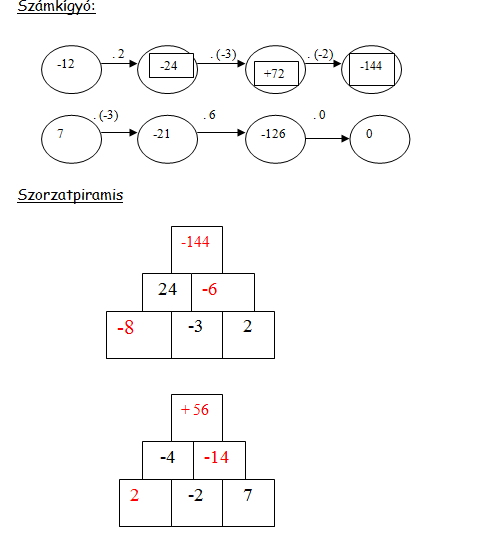 Számkígyó:
. 2 . (-3) . (-2)
-12 -24 +72 -144
. (-3) . 6 . 0
7 -21 -126 0
Szorzatpiramis
-144
24 -6
-8 -3 2
+ 56
-4 -14
2 -2 7